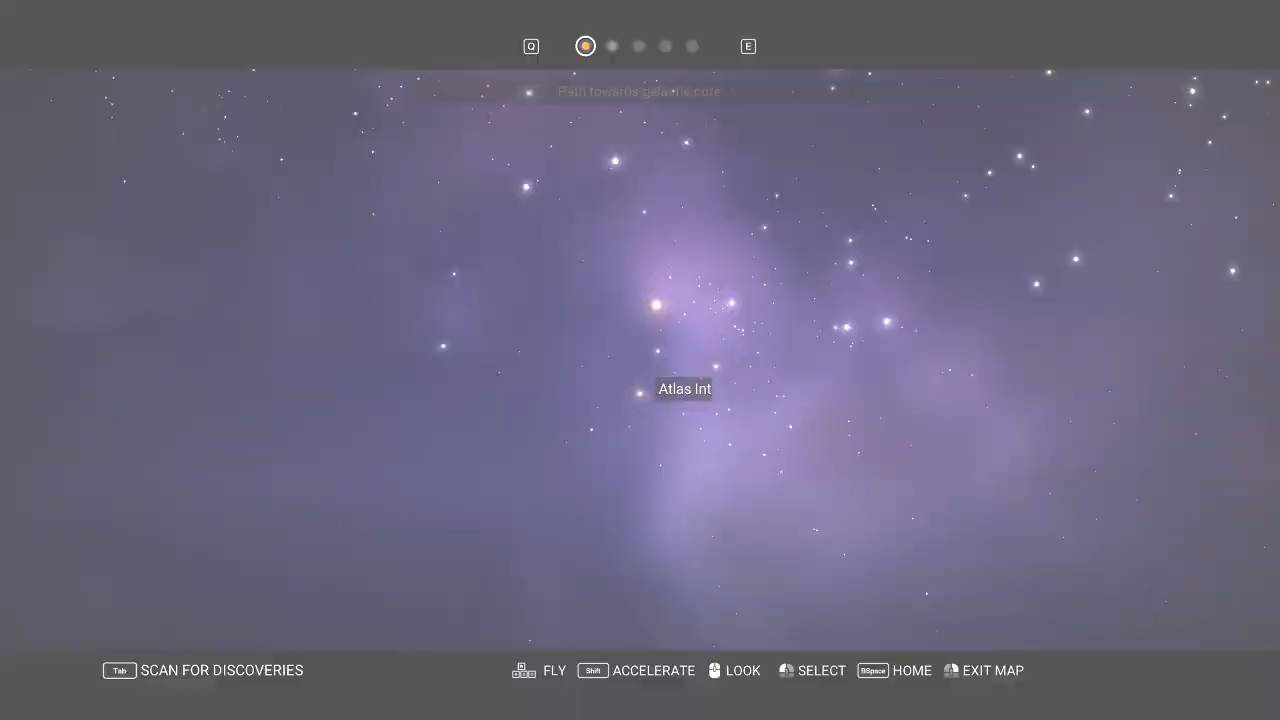 Q E
Path towards galactic core
Atlas Int
Tab SCAN FOR DISCOVERIES FLY Shift ACCELERATE LOOK SELECT BSpace HOME EXIT MAP